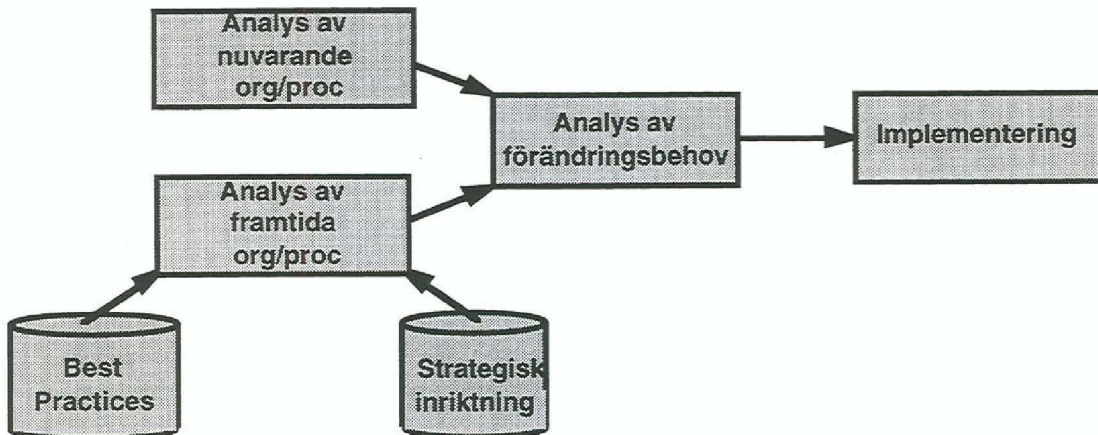 Analys av
nuvarande
org/proc
Analys av
förändringsbehov
Implementering
Analys av
framtida
org/proc
Best
Practices
Strategisk
inriktning